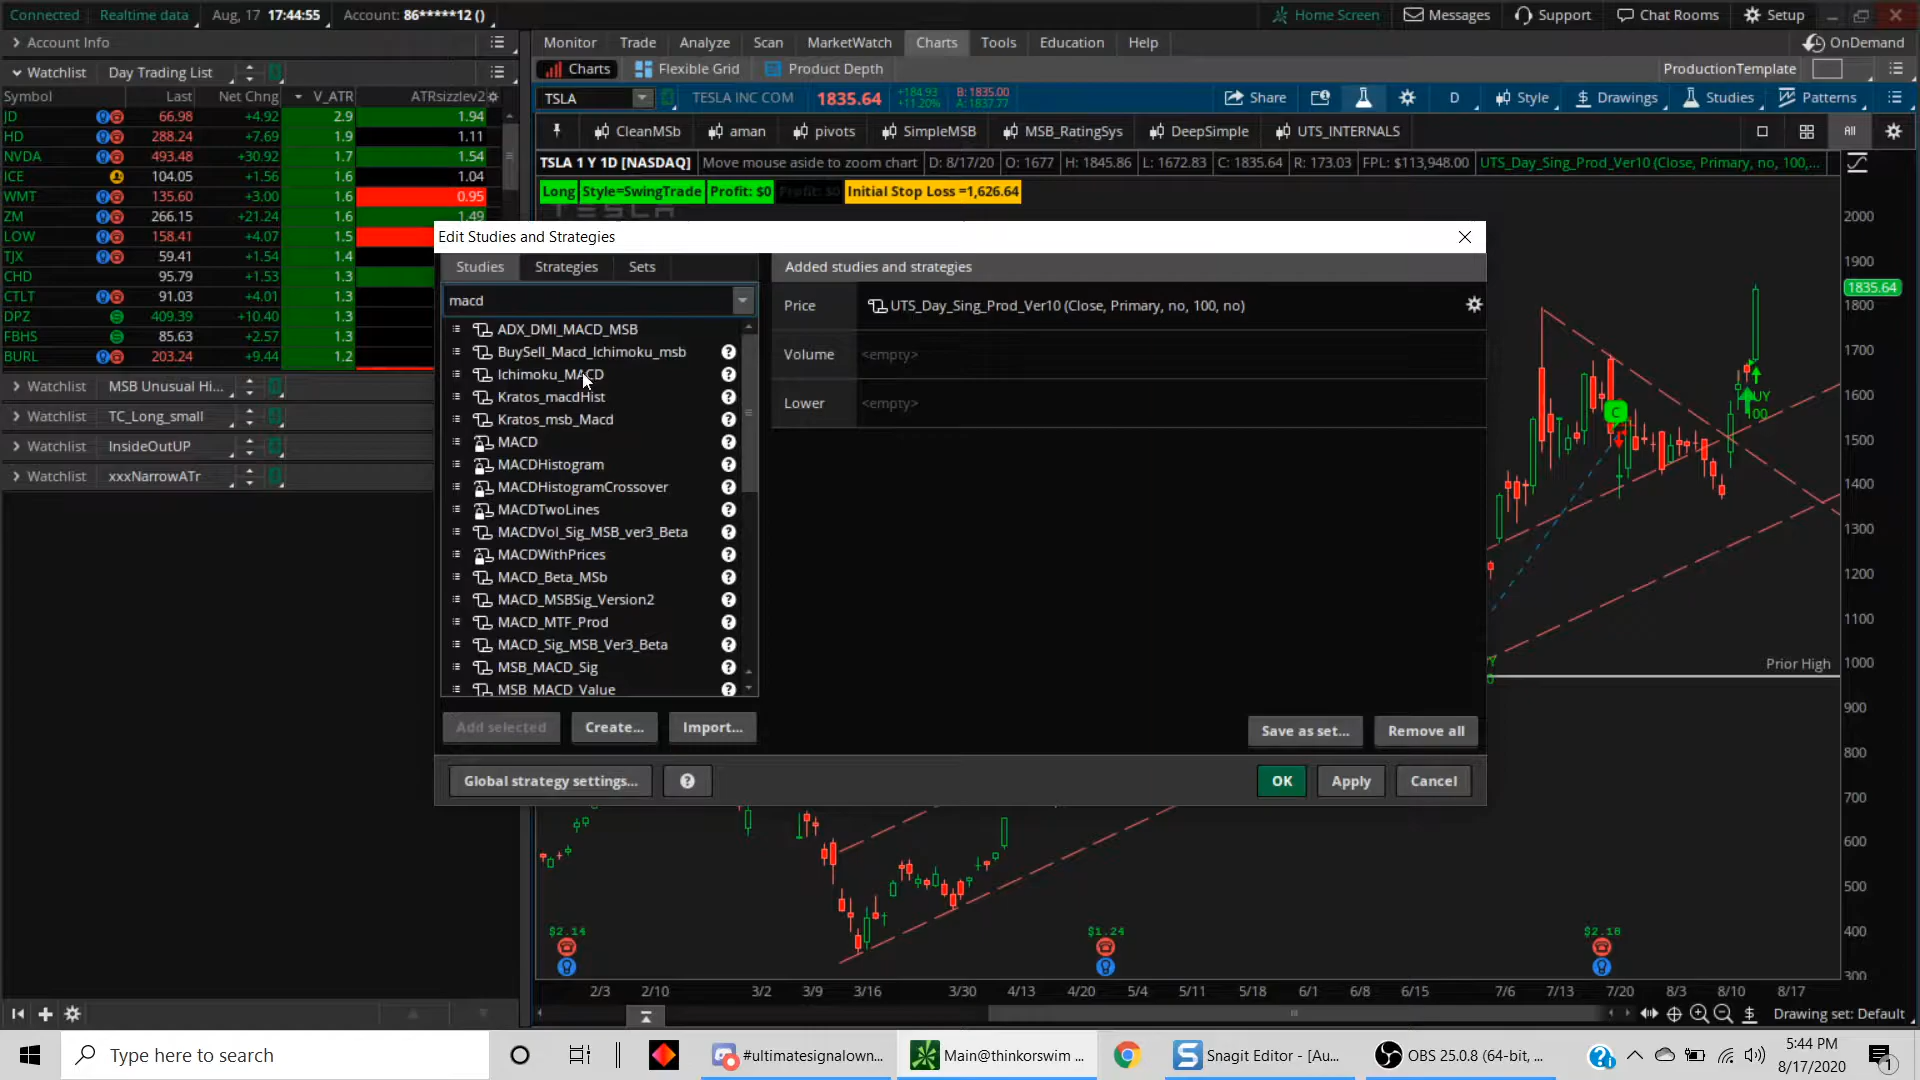 Connected Realtime data Aug, 17 17:44:55 Account: 86*****12 () Home Screen Messages Support Chat Rooms Setup
Account Info
Monitor Trade Analyze Scan MarketWatch Charts Tools Education Help OnDemand
Watchlist Day Trading List
Charts Flexible Grid Product Depth ProductionTemplate
Symbol Last Net Chng V_ATR ATRsizzlev2
TSLA TESLA INC COM 1835.64 +184.93 +11.20% B: 1835.00 A: 1837.77 Share D Style Drawings Studies Patterns
CleanMSb aman pivots SimpleMSB MSB_RatingSys DeepSimple UTS_INTERNALS All
TSLA 1 Y 1D [NASDAQ] Move mouse aside to zoom chart D: 8/17/20 O: 1677 H: 1845.86 L: 1672.83 C: 1835.64 R: 173.03 FPL: $113,948.00 UTS_Day_Sing_Prod_Ver10 (Close, Primary, no, 100,...
Long Style=SwingTrade Profit: $0 Profit: $0 Initial Stop Loss =1,626.64
JD 66.98 +4.92 2.9 1.94
HD 288.24 +7.69 1.9 1.11
NVDA 493.48 +30.92 1.7 1.54
ICE 104.05 +1.56 1.6 1.04
WMT 135.60 +3.00 1.6 0.95
ZM 266.15 +21.24 1.6 1.49
LOW 158.41 +4.07 1.5
TJX 59.41 +1.54 1.4
CHD 95.79 +1.53 1.3
CTLT 91.03 +4.01 1.3
DPZ 409.39 +10.40 1.3
FBHS 85.63 +2.57 1.3
BURL 203.24 +9.44 1.2
Watchlist MSB Unusual Hi...
Watchlist TC_Long_small
Watchlist InsideOutUP
Watchlist xxxNarrowATr
Edit Studies and Strategies
Studies Strategies Sets
macd
ADX_DMI_MACD_MSB
BuySell_Macd_Ichimoku_msb
Ichimoku_MACD
Kratos_macdHist
Kratos_msb_Macd
MACD
MACDHistogram
MACDHistogramCrossover
MACDTwoLines
MACDVol_Sig_MSB_ver3_Beta
MACDWithPrices
MACD_Beta_MSb
MACD_MSBSig_Version2
MACD_MTF_Prod
MACD_Sig_MSB_Ver3_Beta
MSB_MACD_Sig
MSB_MACD_Value
Add selected Create... Import...
Added studies and strategies
Price UTS_Day_Sing_Prod_Ver10 (Close, Primary, no, 100, no)
Volume <empty>
Lower <empty>
Save as set... Remove all
Global strategy settings... OK Apply Cancel
2000
1900
1835.64
1800
1700
1600
1500
1400
1300
1200
1100
1000
900
800
700
600
500
400
300
C
100
Prior High
$2.14 $1.24 $2.18
2/3 2/10 3/2 3/9 3/16 3/30 4/13 4/20 5/4 5/11 5/18 6/1 6/8 6/15 7/6 7/13 7/20 8/3 8/10 8/17
Drawing set: Default
Type here to search #ultimatesignalown... Main@thinkorswim ... Snagit Editor - [Au... OBS 25.0.8 (64-bit, ... 5:44 PM
8/17/2020 1